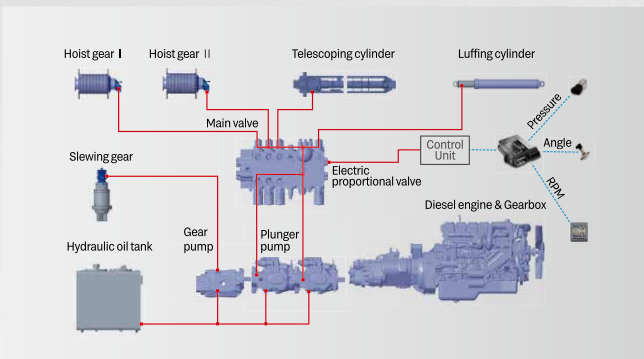 Hoist gear I
Hoist gear II
Telescoping cylinder
Luffing cylinder
Main valve
Pressure
Slewing gear
Control
Unit
Angle
Electric
proportional valve
RPM
Diesel engine & Gearbox
Hydraulic oil tank
Gear
pump
Plunger
pump